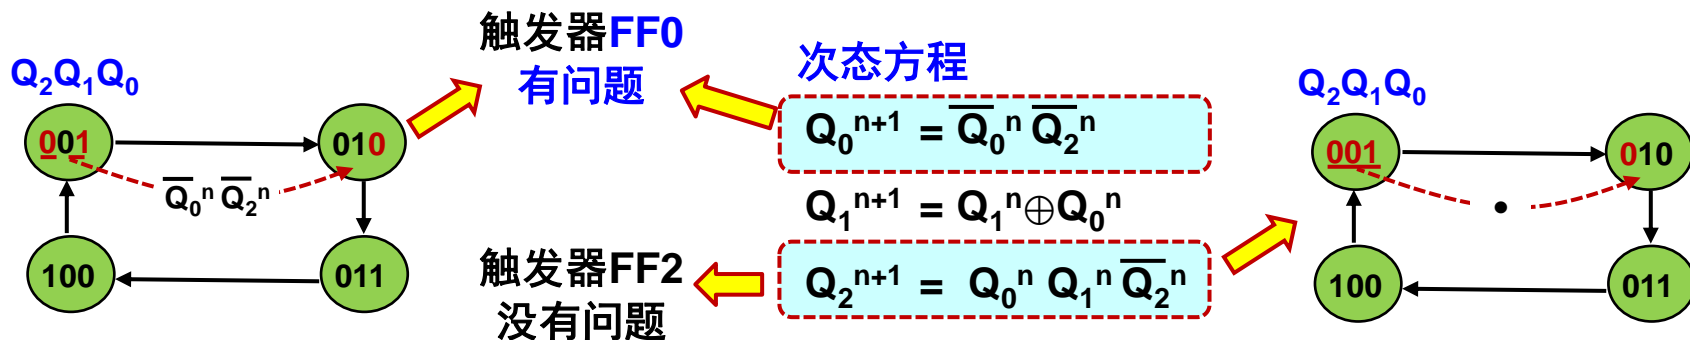 Q₂Q₁Q₀
001
010
Q̅₀ⁿ Q̅₂ⁿ
100
011
触发器FF0
有问题
触发器FF2
没有问题
次态方程
Q₀ⁿ⁺¹ = Q̅₀ⁿ Q̅₂ⁿ
Q₁ⁿ⁺¹ = Q₁ⁿ⊕Q₀ⁿ
Q₂ⁿ⁺¹ = Q₀ⁿ Q₁ⁿ Q̅₂ⁿ
Q₂Q₁Q₀
001
010
•
100
011